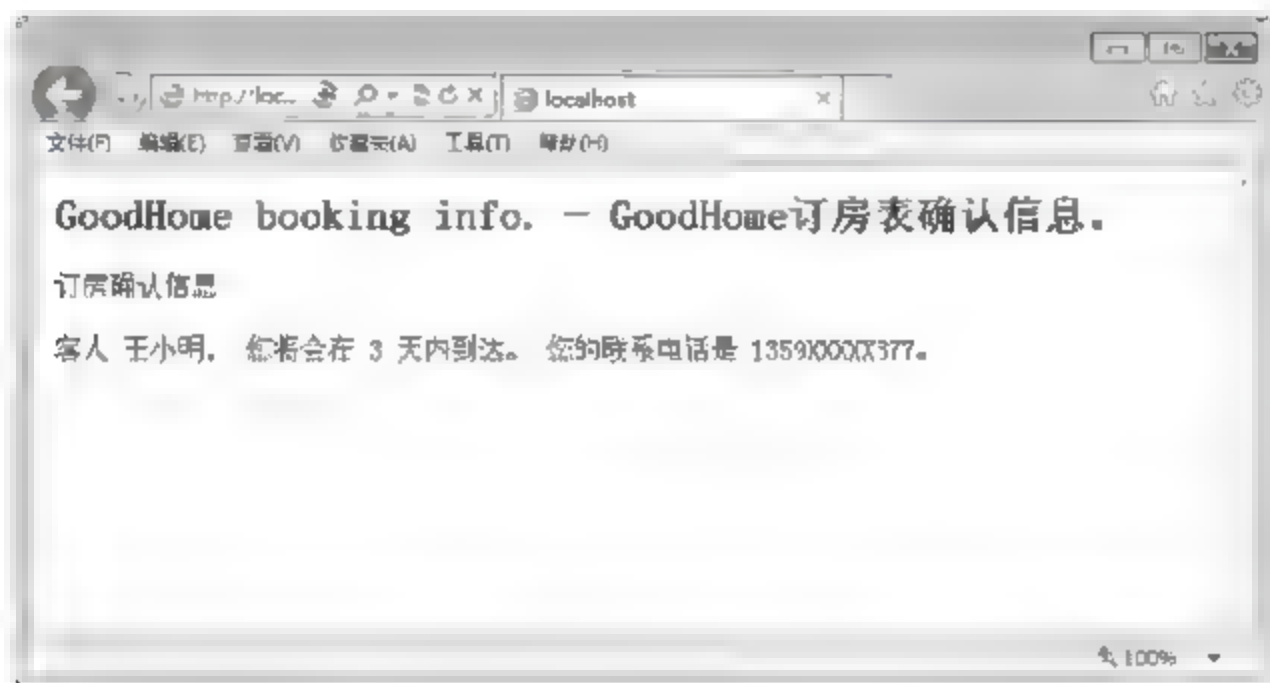 http://loc...
localhost
文件(F) 编辑(E) 查看(V) 收藏夹(A) 工具(T) 帮助(H)
GoodHome booking info. — GoodHome订房表确认信息.
订房确认信息
客人 王小明, 您将会在 3 天内到达。 您的联系电话是 1359XXXXX377。
100%